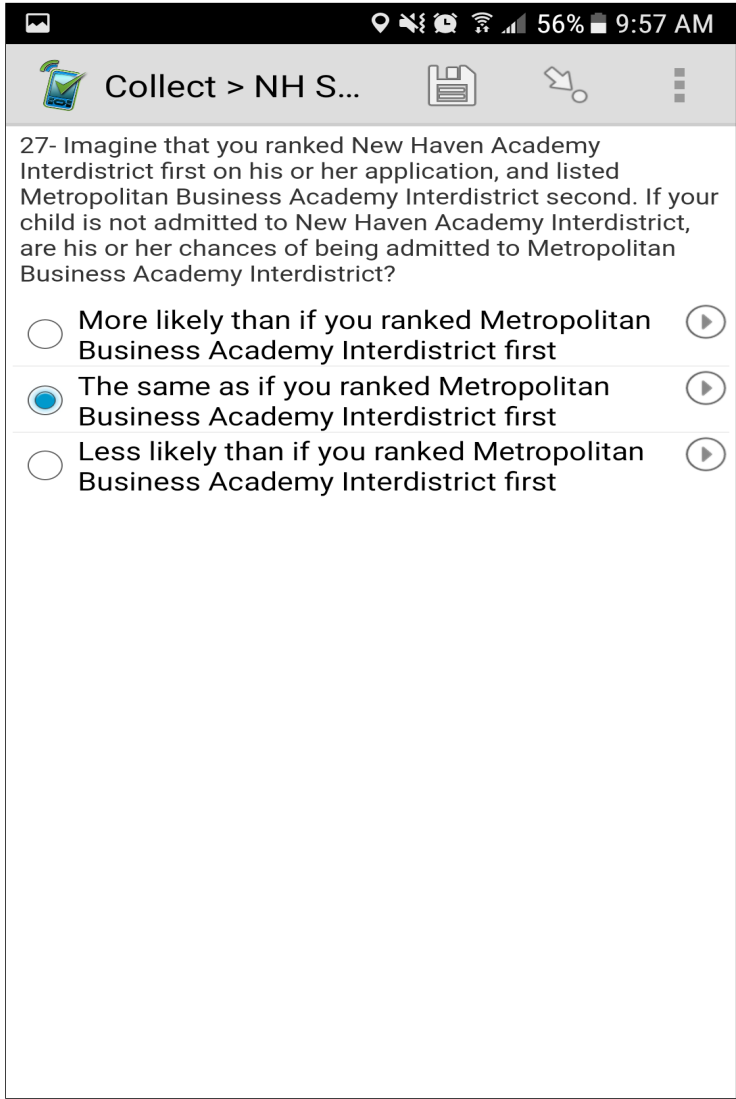 56% 9:57 AM
Collect > NH S...
27- Imagine that you ranked New Haven Academy
Interdistrict first on his or her application, and listed
Metropolitan Business Academy Interdistrict second. If your
child is not admitted to New Haven Academy Interdistrict,
are his or her chances of being admitted to Metropolitan
Business Academy Interdistrict?
More likely than if you ranked Metropolitan
Business Academy Interdistrict first
The same as if you ranked Metropolitan
Business Academy Interdistrict first
Less likely than if you ranked Metropolitan
Business Academy Interdistrict first